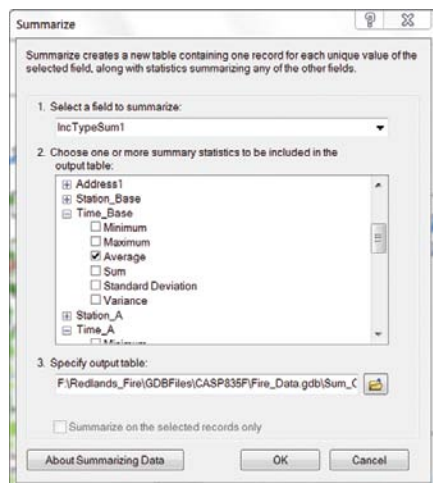 Summarize
Summarize creates a new table containing one record for each unique value of the
selected field, along with statistics summarizing any of the other fields.
1. Select a field to summarize:
IncTypeSum1
2. Choose one or more summary statistics to be included in the
output table:
Address1
Station_Base
Time_Base
Minimum
Maximum
Average
Sum
Standard Deviation
Variance
Station_A
Time_A
3. Specify output table:
F:\Redlands_Fire\GDBFiles\CASP835F\Fire_Data.gdb\Sum_C
Summarize on the selected records only
About Summarizing Data
OK
Cancel